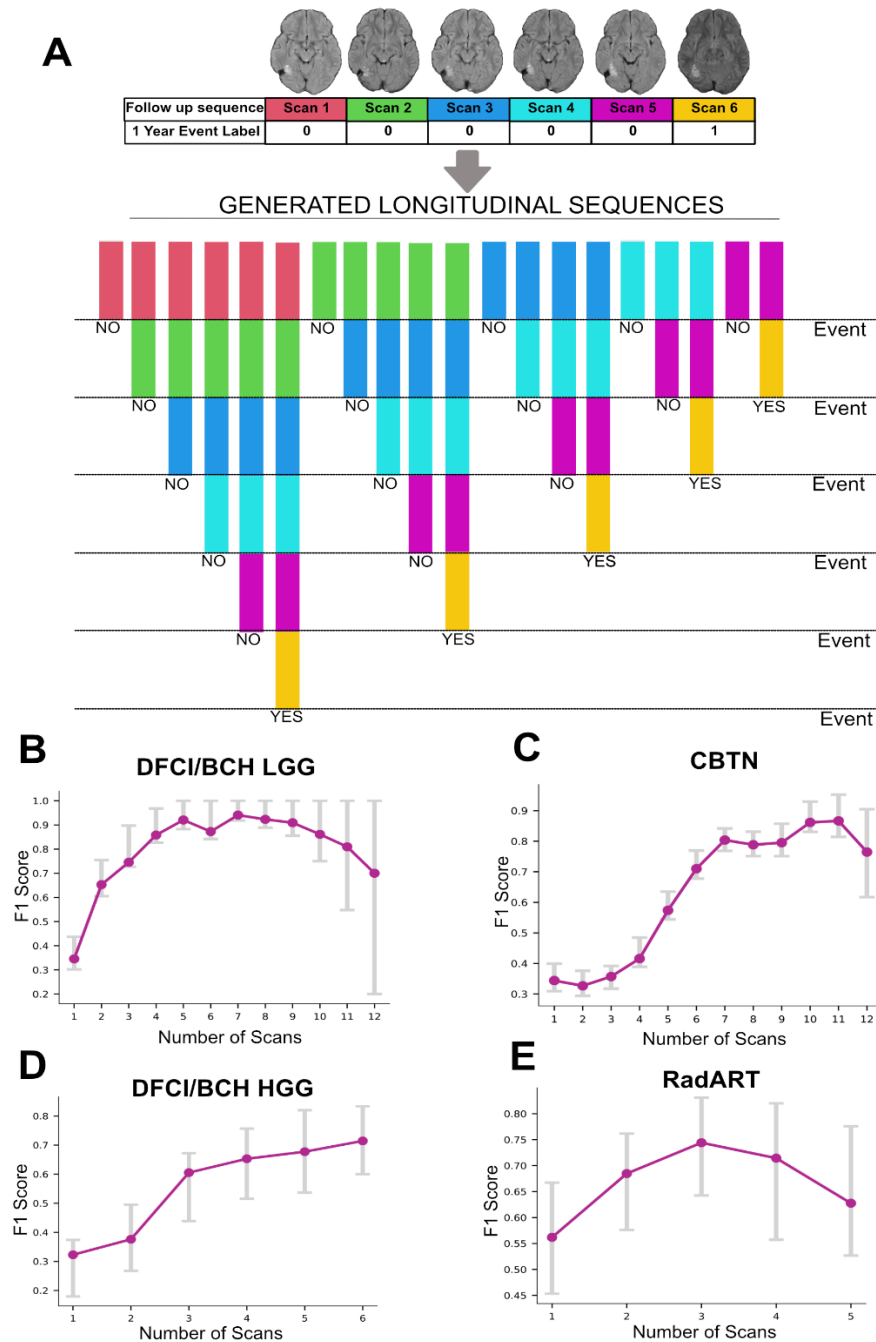 A
Follow up sequence Scan 1 Scan 2 Scan 3 Scan 4 Scan 5 Scan 6
1 Year Event Label 0 0 0 0 0 1
GENERATED LONGITUDINAL SEQUENCES
NO NO NO NO NO Event
NO NO NO NO YES Event
NO NO NO YES Event
NO NO YES Event
NO YES Event
YES Event
B
DFCI/BCH LGG
F1 Score
1.0
0.9
0.8
0.7
0.6
0.5
0.4
0.3
0.2
1 2 3 4 5 6 7 8 9 10 11 12
Number of Scans
C
CBTN
F1 Score
0.9
0.8
0.7
0.6
0.5
0.4
0.3
1 2 3 4 5 6 7 8 9 10 11 12
Number of Scans
D
DFCI/BCH HGG
F1 Score
0.8
0.7
0.6
0.5
0.4
0.3
0.2
1 2 3 4 5 6
Number of Scans
E
RadART
F1 Score
0.80
0.75
0.70
0.65
0.60
0.55
0.50
0.45
1 2 3 4 5
Number of Scans